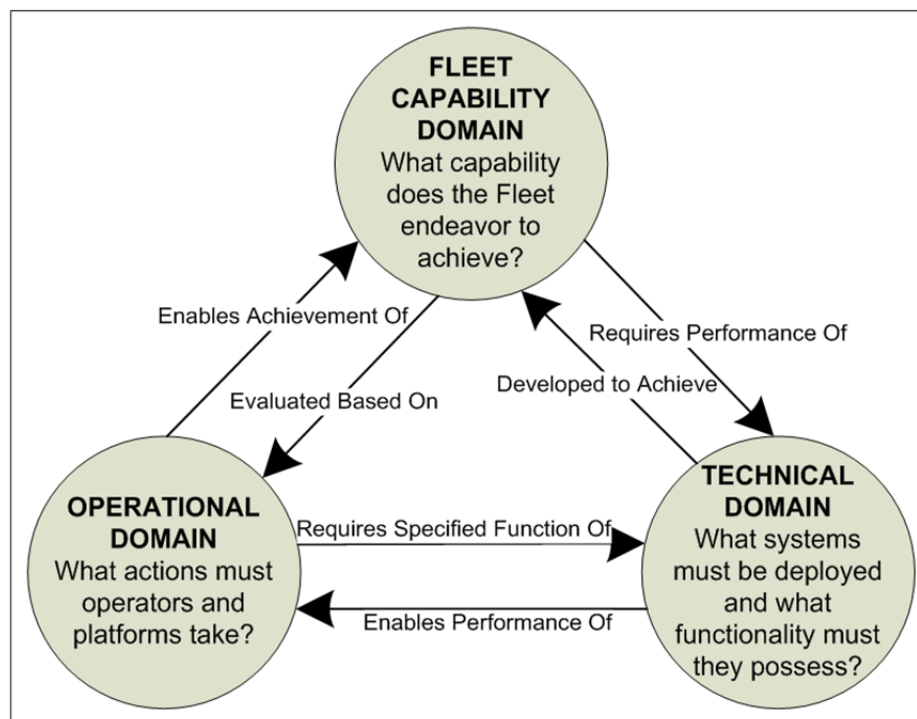 FLEET
CAPABILITY
DOMAIN
What capability
does the Fleet
endeavor to
achieve?
Enables Achievement Of
Requires Performance Of
Developed to Achieve
Evaluated Based On
OPERATIONAL
DOMAIN
What actions must
operators and
platforms take?
Requires Specified Function Of
Enables Performance Of
TECHNICAL
DOMAIN
What systems
must be deployed
and what
functionality must
they possess?